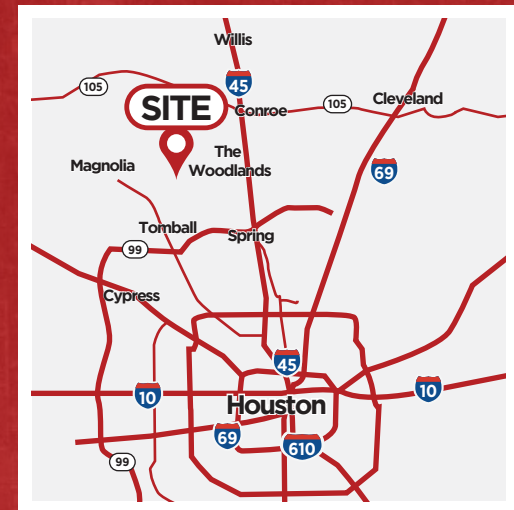 Willis
45
105
SITE
105
Cleveland
Conroe
The
Woodlands
Magnolia
69
Tomball
99
Spring
Cypress
45
10
Houston
10
69
610
99